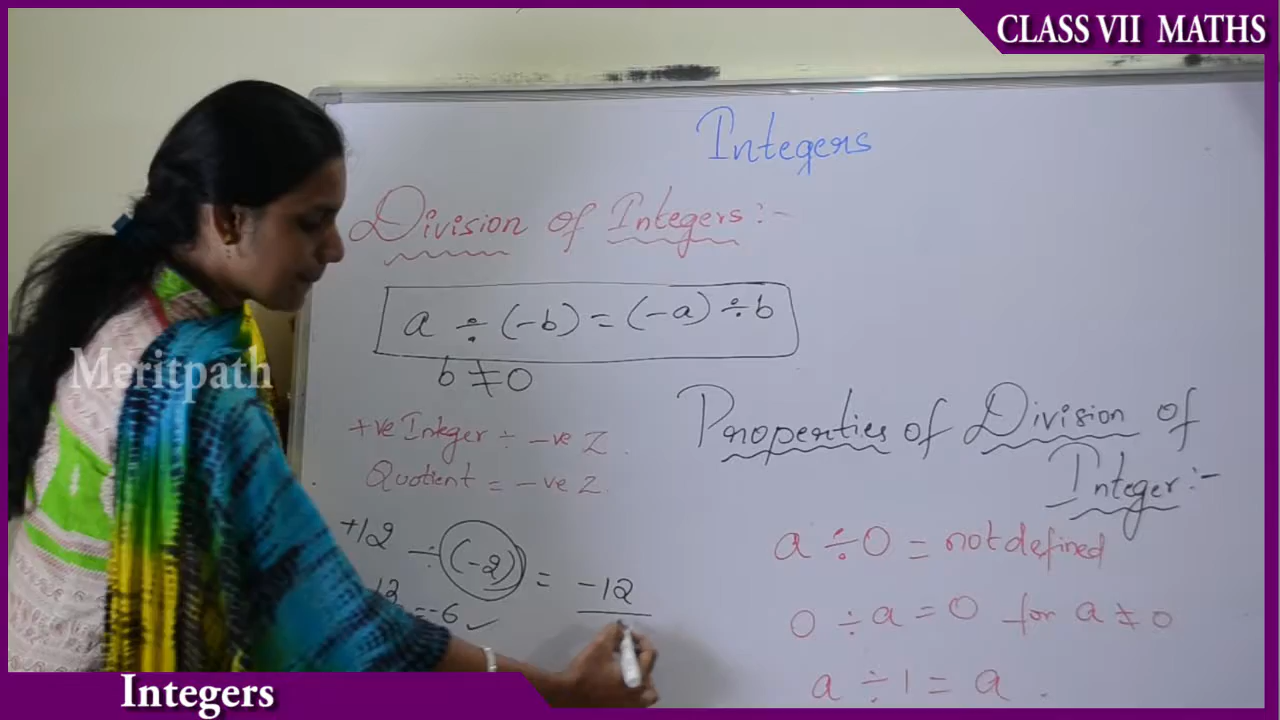 CLASS VII MATHS
Integers
Division of Integers :-
a ÷ (-b) = (-a) ÷ b
b ≠ 0
+ve Integer ÷ -ve Z.
Quotient = -ve Z.
+12 ÷ (-2) = -12
12 = -6 ✓
Properties of Division of
Integer :-
a ÷ 0 = not defined
0 ÷ a = 0 for a ≠ 0
a ÷ 1 = a .
Meritpath
Integers